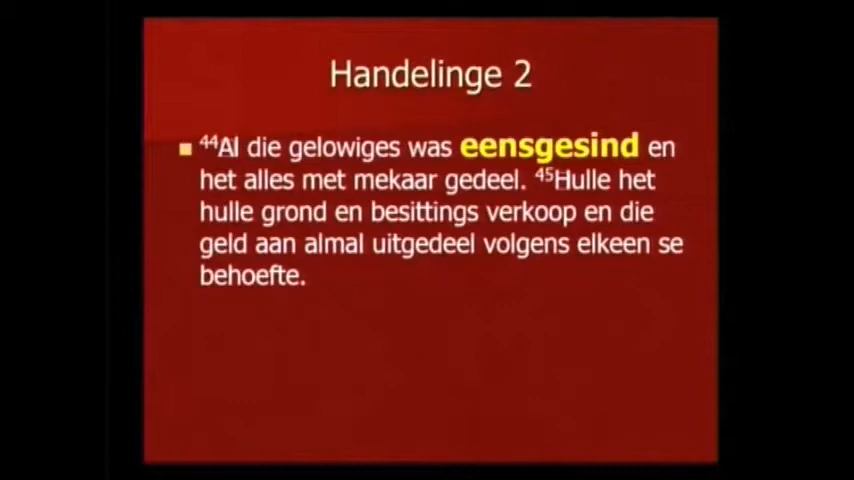 Handelinge 2
⁴⁴Al die gelowiges was eensgesind en
het alles met mekaar gedeel. ⁴⁵Hulle het
hulle grond en besittings verkoop en die
geld aan almal uitgedeel volgens elkeen se
behoefte.